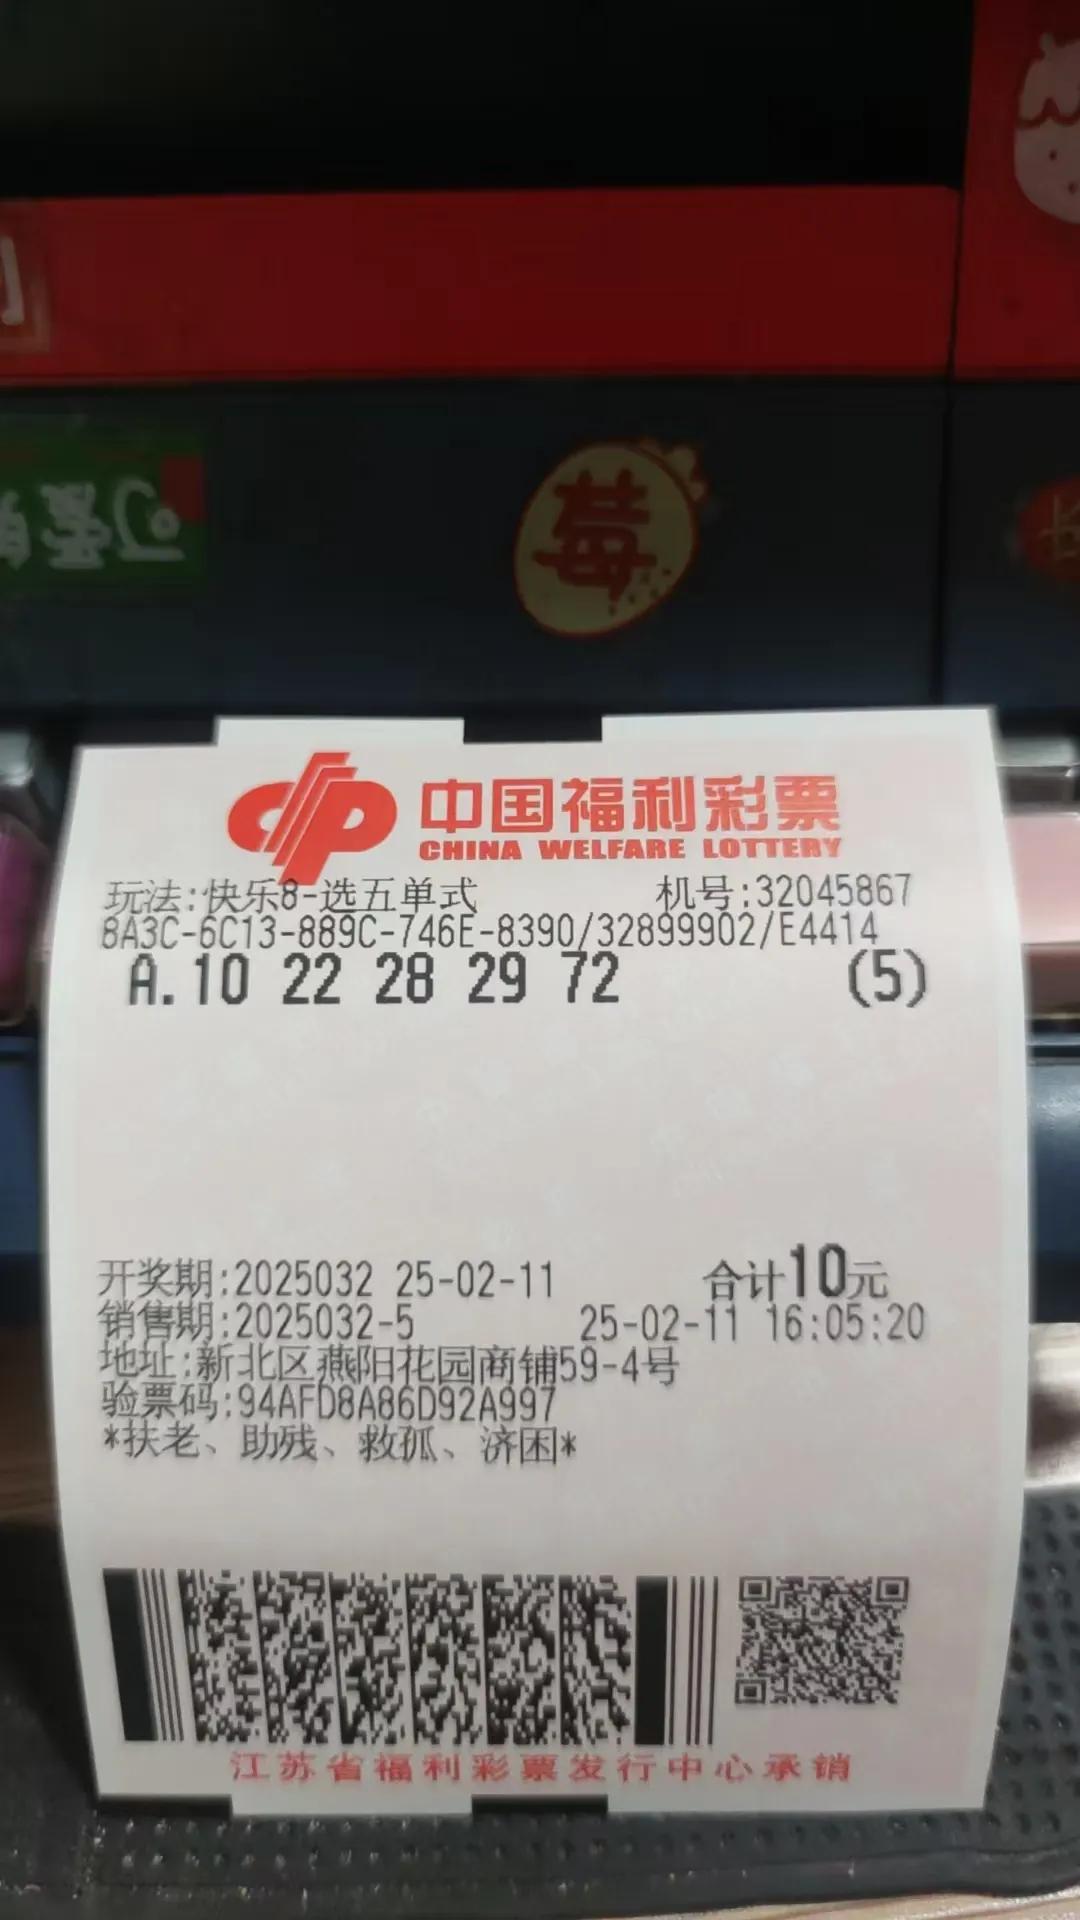 莓
中国福利彩票
CHINA WELFARE LOTTERY
玩法:快乐8-选五单式 机号:32045867
8A3C-6C13-889C-746E-8390/32899902/E4414
A.10 22 28 29 72 (5)
开奖期:2025032 25-02-11 合计10元
销售期:2025032-5 25-02-11 16:05:20
地址:新北区燕阳花园商铺59-4号
验票码:94AFD8A86D92A997
*扶老、助残、救孤、济困*
江苏省福利彩票发行中心承销